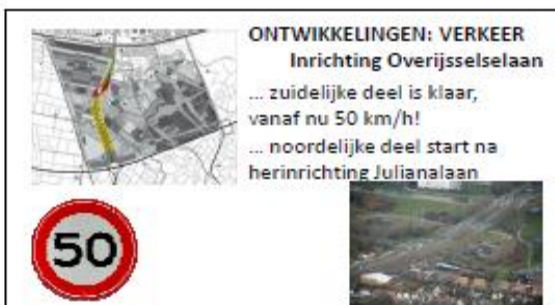 ONTWIKKELINGEN: VERKEER
Inrichting Overijsselselaan
... zuidelijke deel is klaar,
vanaf nu 50 km/h!
... noordelijke deel start na
herinrichting Julianalaan
50